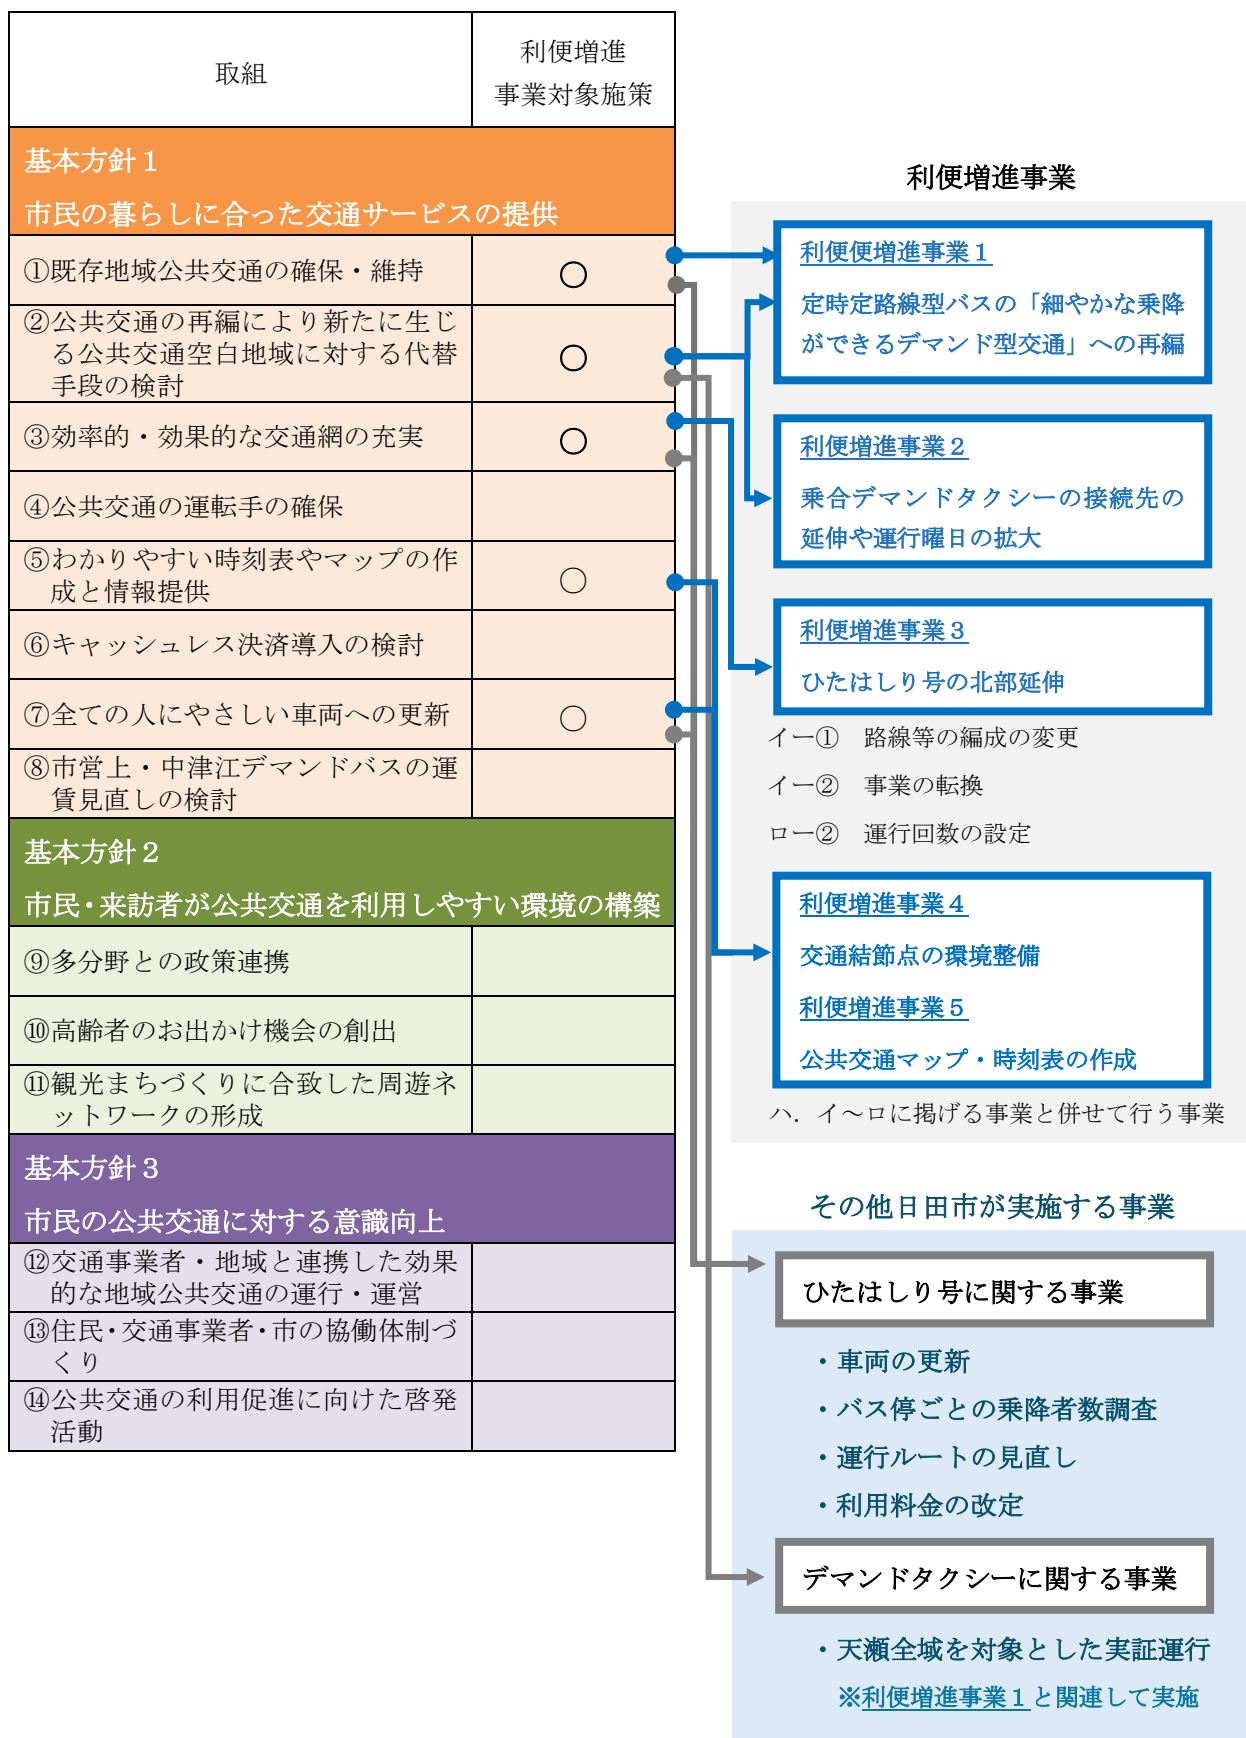 取組
利便増進
事業対象施策
基本方針１
市民の暮らしに合った交通サービスの提供
①既存地域公共交通の確保・維持
○
②公共交通の再編により新たに生じ
る公共交通空白地域に対する代替
手段の検討
○
③効率的・効果的な交通網の充実
○
④公共交通の運転手の確保
⑤わかりやすい時刻表やマップの作
成と情報提供
○
⑥キャッシュレス決済導入の検討
⑦全ての人にやさしい車両への更新
○
⑧市営上・中津江デマンドバスの運
賃見直しの検討
基本方針２
市民・来訪者が公共交通を利用しやすい環境の構築
⑨多分野との政策連携
⑩高齢者のお出かけ機会の創出
⑪観光まちづくりに合致した周遊ネ
ットワークの形成
基本方針３
市民の公共交通に対する意識向上
⑫交通事業者・地域と連携した効果
的な地域公共交通の運行・運営
⑬住民・交通事業者・市の協働体制づ
くり
⑭公共交通の利用促進に向けた啓発
活動
利便増進事業
利便便増進事業１
定時定路線型バスの「細やかな乗降
ができるデマンド型交通」への再編
利便増進事業２
乗合デマンドタクシーの接続先の
延伸や運行曜日の拡大
利便増進事業３
ひたはしり号の北部延伸
イー①　路線等の編成の変更
イー②　事業の転換
ロー②　運行回数の設定
利便増進事業４
交通結節点の環境整備
利便増進事業５
公共交通マップ・時刻表の作成
ハ．イ～ロに掲げる事業と併せて行う事業
その他日田市が実施する事業
ひたはしり号に関する事業
・車両の更新
・バス停ごとの乗降者数調査
・運行ルートの見直し
・利用料金の改定
デマンドタクシーに関する事業
・天瀬全域を対象とした実証運行
※利便増進事業１と関連して実施